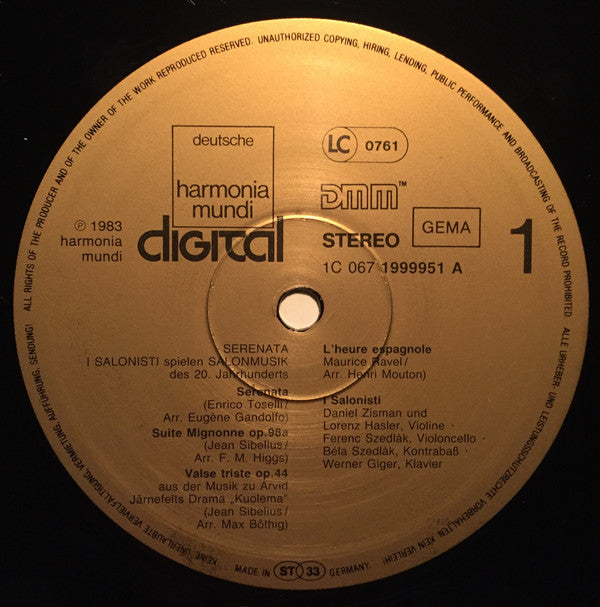 ALL RIGHTS OF THE PRODUCER AND OF THE OWNER OF THE WORK REPRODUCED RESERVED. UNAUTHORIZED COPYING, HIRING, LENDING, PUBLIC PERFORMANCE AND BROADCASTING OF THE RECORD PROHIBITED.
ALLE URHEBER- UND LEISTUNGSSCHUTZRECHTE VORBEHALTEN. KEIN VERLEIH!
KEINE UNERLAUBTE VERVIELFÄLTIGUNG, VERMIETUNG, AUFFÜHRUNG, SENDUNG!
deutsche
harmonia
mundi
digital
℗ 1983
harmonia
mundi
LC 0761
DMM™
STEREO
GEMA
1C 067 1999951 A
1
SERENATA
I SALONISTI spielen SALONMUSIK
des 20. Jahrhunderts
Serenata
(Enrico Toselli/
Arr. Eugène Gandolfo)
Suite Mignonne op.98a
(Jean Sibelius/
Arr. F. M. Higgs)
Valse triste op.44
aus der Musik zu Arvid
Järnefelts Drama „Kuolema"
(Jean Sibelius/
Arr. Max Böthig)
L'heure espagnole
Maurice Ravel/
Arr. Henri Mouton)
I Salonisti
Daniel Zisman und
Lorenz Hasler, Violine ·
Ferenc Szedlák, Violoncello ·
Béla Szedlák, Kontrabaß ·
Werner Giger, Klavier
MADE IN ST 33 GERMANY